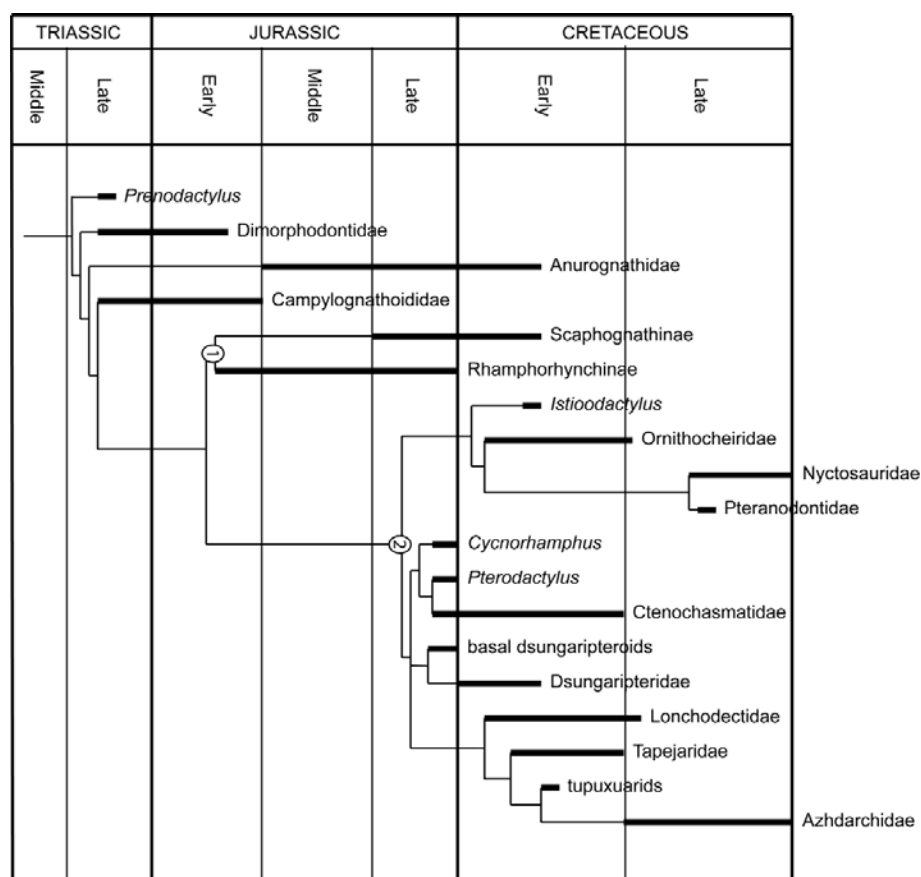 TRIASSIC JURASSIC CRETACEOUS
Middle Late Early Middle Late Early Late
Prenodactylus
Dimorphodontidae
Anurognathidae
Campylognathoididae
Scaphognathinae
1
Rhamphorhynchinae
Istioodactylus
Ornithocheiridae
Nyctosauridae
Pteranodontidae
2
Cycnorhamphus
Pterodactylus
Ctenochasmatidae
basal dsungaripteroids
Dsungaripteridae
Lonchodectidae
Tapejaridae
tupuxuarids
Azhdarchidae